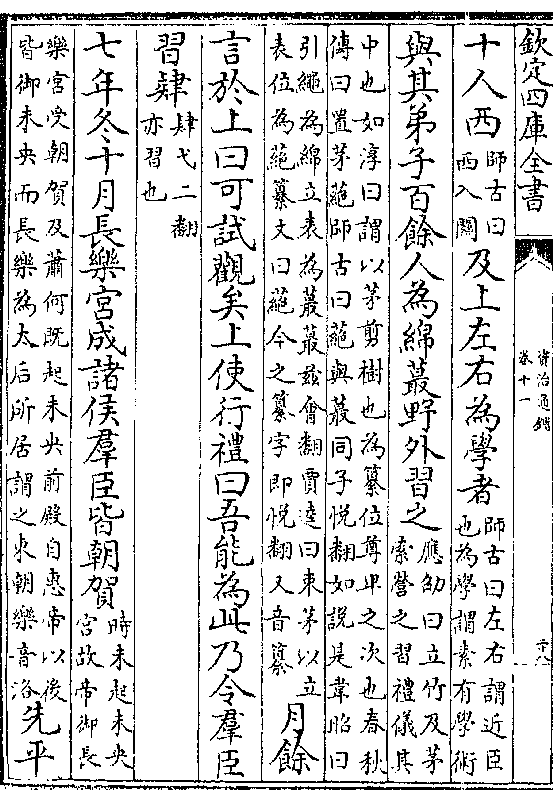 欽定四庫全書
資治通鑑
卷十一
十人西師古曰西入關及上左右為學者師古曰左右謂近臣也為學謂素有學術
與其弟子百餘人為綿蕞野外習之應劭曰立竹及茅索營之習禮儀其
中也如淳曰謂以茅剪樹也為纂位尊卑之次也春秋
傳曰置茅蕝師古曰蕝與蕞同子悅翻如說是韋昭曰
引繩為綿立表為蕞蕞兹會翻賈逵曰束茅以立
表位為蕝纂文曰蕝今之纂字即悅翻又音纂月餘
言於上曰可試觀矣上使行禮曰吾能為此乃令羣臣
習肄肄弋二翻亦習也
七年冬十月長樂宮成諸侯羣臣皆朝賀時未起未央宮故帝御長
樂宮受朝賀及蕭何既起未央前殿自惠帝以後
皆御未央而長樂為太后所居謂之東朝樂音洛先平